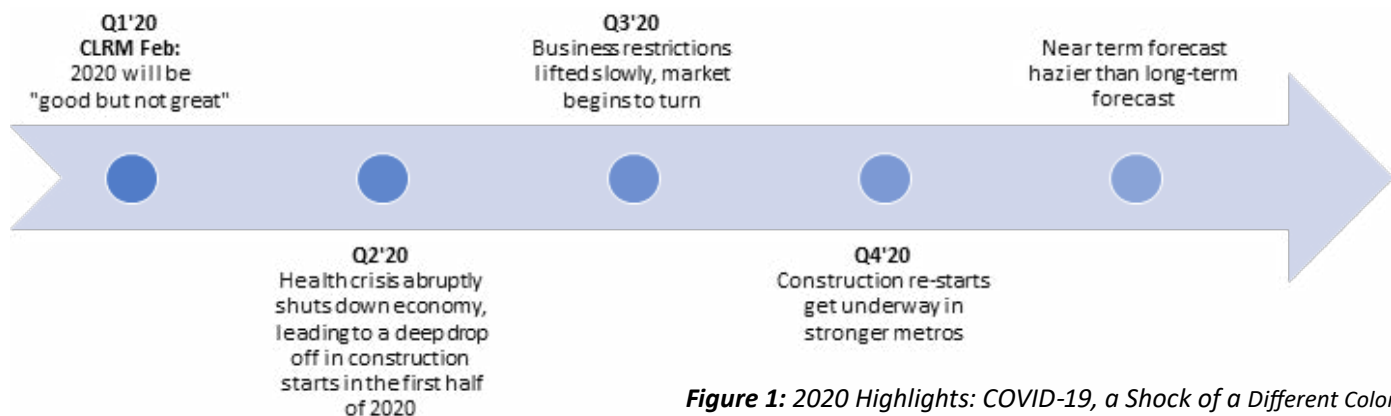 Q1'20
CLRM Feb:
2020 will be
"good but not great"
Q2'20
Health crisis abruptly
shuts down economy,
leading to a deep drop
off in construction
starts in the first half
of 2020
Q3'20
Business restrictions
lifted slowly, market
begins to turn
Q4'20
Construction re-starts
get underway in
stronger metros
Near term forecast
hazier than long-term
forecast
Figure 1: 2020 Highlights: COVID-19, a Shock of a Different Color